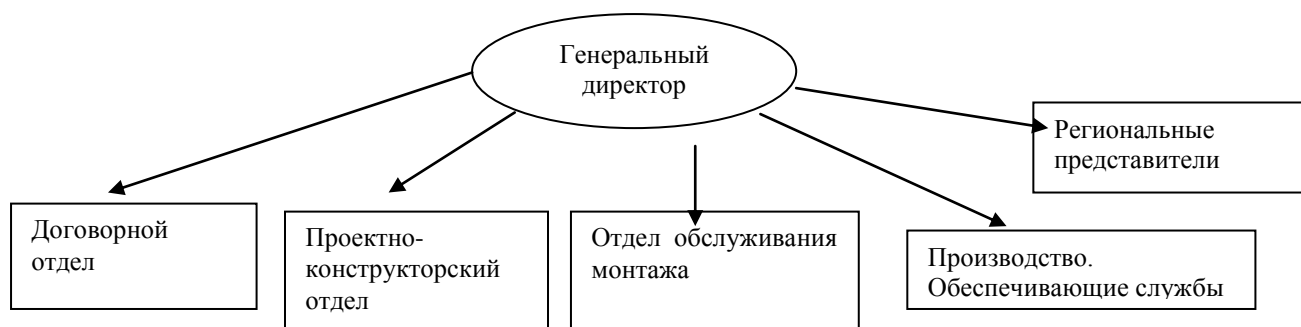 Генеральный
директор
Региональные
представители
Договорной
отдел
Проектно-
конструкторский
отдел
Отдел обслуживания
монтажа
Производство.
Обеспечивающие службы